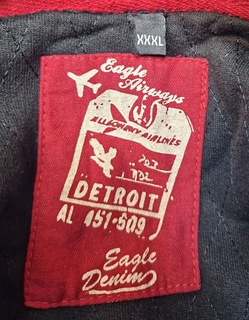 XXXL
Eagle
Airways
ALLEGHENY AIRLINES
DETROIT
AL 451-509
Eagle
Denim